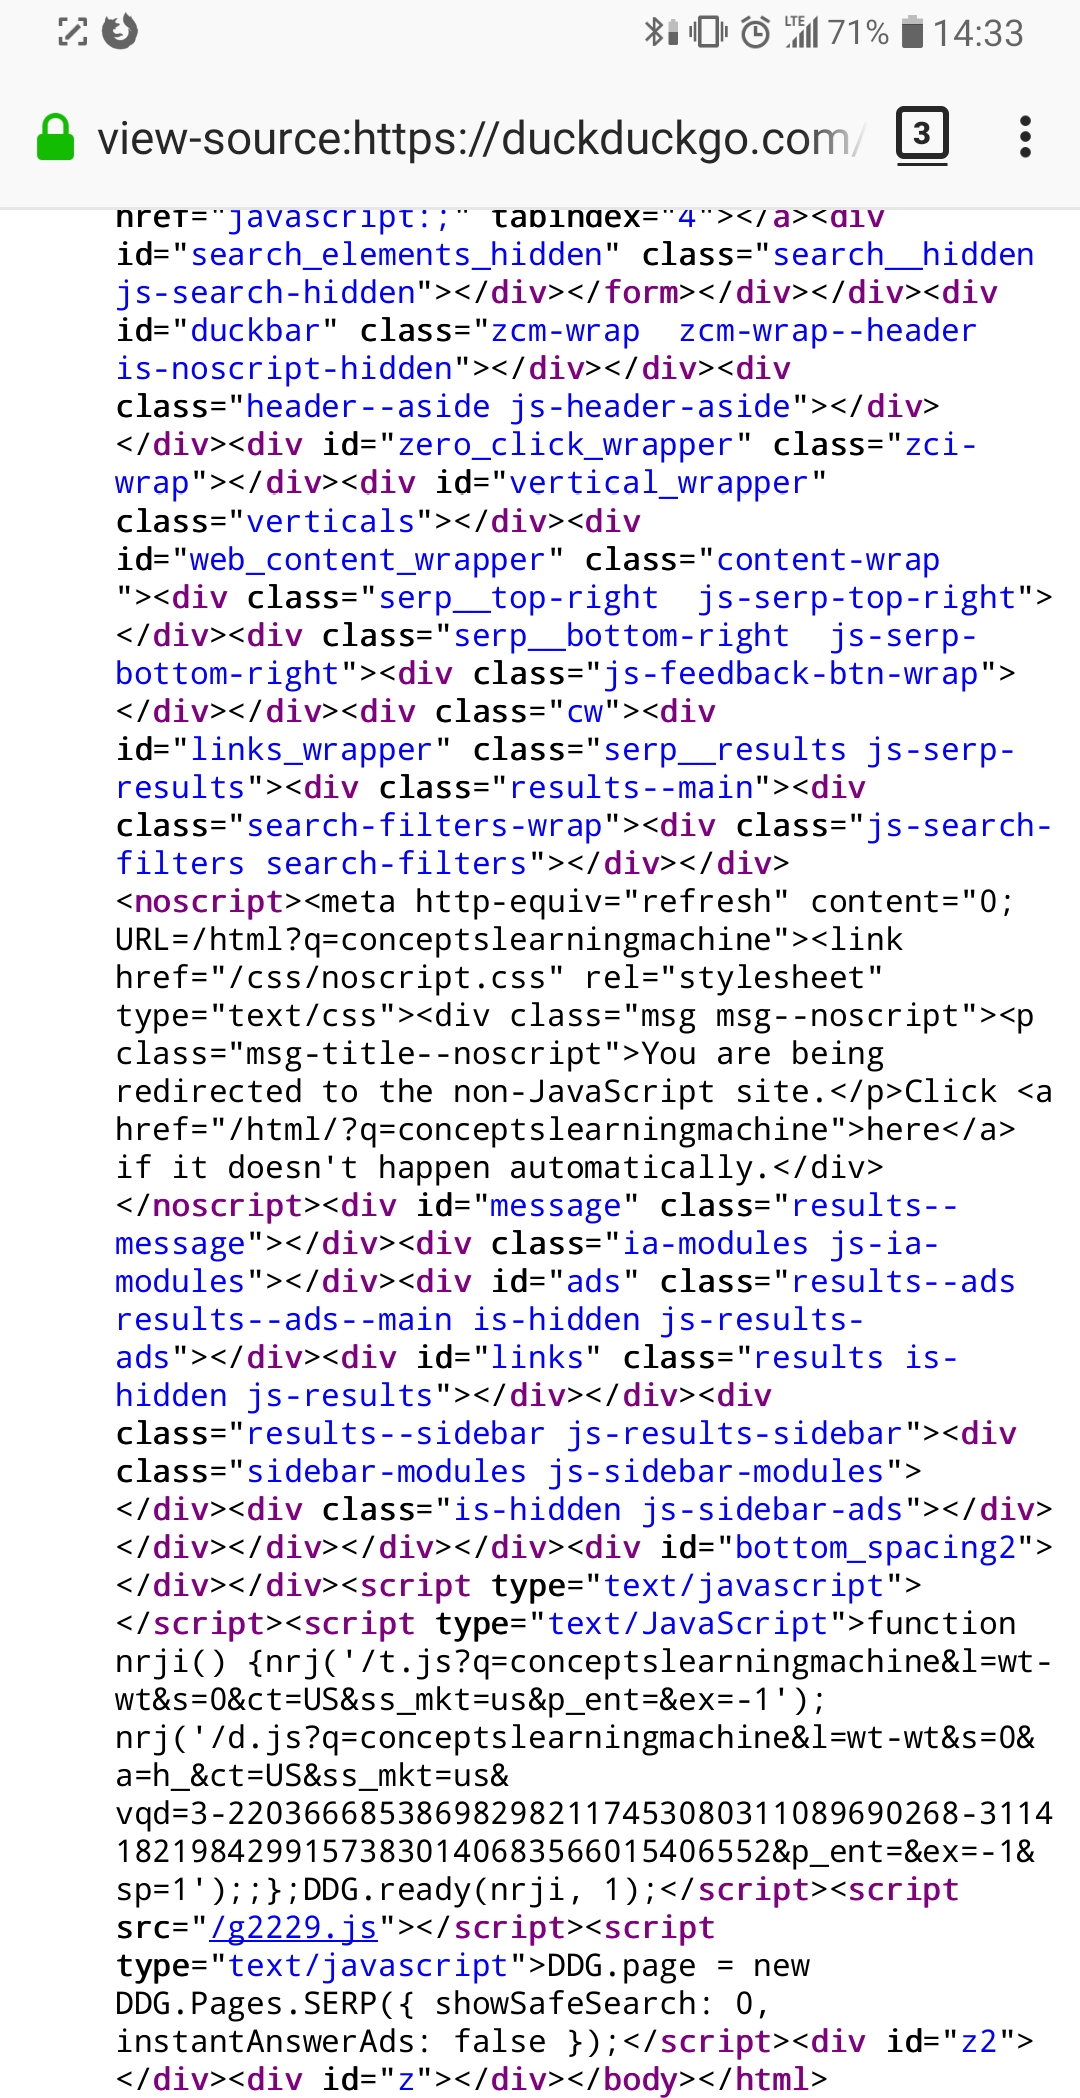 LTE 71% 14:33
view-source:https://duckduckgo.com/ 3
href="javascript:;" tabindex="4"></a><div
id="search_elements_hidden" class="search__hidden
js-search-hidden"></div></form></div></div><div
id="duckbar" class="zcm-wrap  zcm-wrap--header
is-noscript-hidden"></div></div><div
class="header--aside js-header-aside"></div>
</div><div id="zero_click_wrapper" class="zci-
wrap"></div><div id="vertical_wrapper"
class="verticals"></div><div
id="web_content_wrapper" class="content-wrap
"><div class="serp__top-right  js-serp-top-right">
</div><div class="serp__bottom-right  js-serp-
bottom-right"><div class="js-feedback-btn-wrap">
</div></div><div class="cw"><div
id="links_wrapper" class="serp__results js-serp-
results"><div class="results--main"><div
class="search-filters-wrap"><div class="js-search-
filters search-filters"></div></div>
<noscript><meta http-equiv="refresh" content="0;
URL=/html?q=conceptslearningmachine"><link
href="/css/noscript.css" rel="stylesheet"
type="text/css"><div class="msg msg--noscript"><p
class="msg-title--noscript">You are being
redirected to the non-JavaScript site.</p>Click <a
href="/html/?q=conceptslearningmachine">here</a>
if it doesn't happen automatically.</div>
</noscript><div id="message" class="results--
message"></div><div class="ia-modules js-ia-
modules"></div><div id="ads" class="results--ads
results--ads--main is-hidden js-results-
ads"></div><div id="links" class="results is-
hidden js-results"></div></div><div
class="results--sidebar js-results-sidebar"><div
class="sidebar-modules js-sidebar-modules">
</div><div class="is-hidden js-sidebar-ads"></div>
</div></div></div></div><div id="bottom_spacing2">
</div></div><script type="text/javascript">
</script><script type="text/JavaScript">function
nrji() {nrj('/t.js?q=conceptslearningmachine&l=wt-
wt&s=0&ct=US&ss_mkt=us&p_ent=&ex=-1');
nrj('/d.js?q=conceptslearningmachine&l=wt-wt&s=0&
a=h_&ct=US&ss_mkt=us&
vqd=3-220366685386982982117453080311089690268-3114
18219842991573830140683566015406552&p_ent=&ex=-1&
sp=1');;};DDG.ready(nrji, 1);</script><script
src="/g2229.js"></script><script
type="text/javascript">DDG.page = new
DDG.Pages.SERP({ showSafeSearch: 0,
instantAnswerAds: false });</script><div id="z2">
</div><div id="z"></div></body></html>